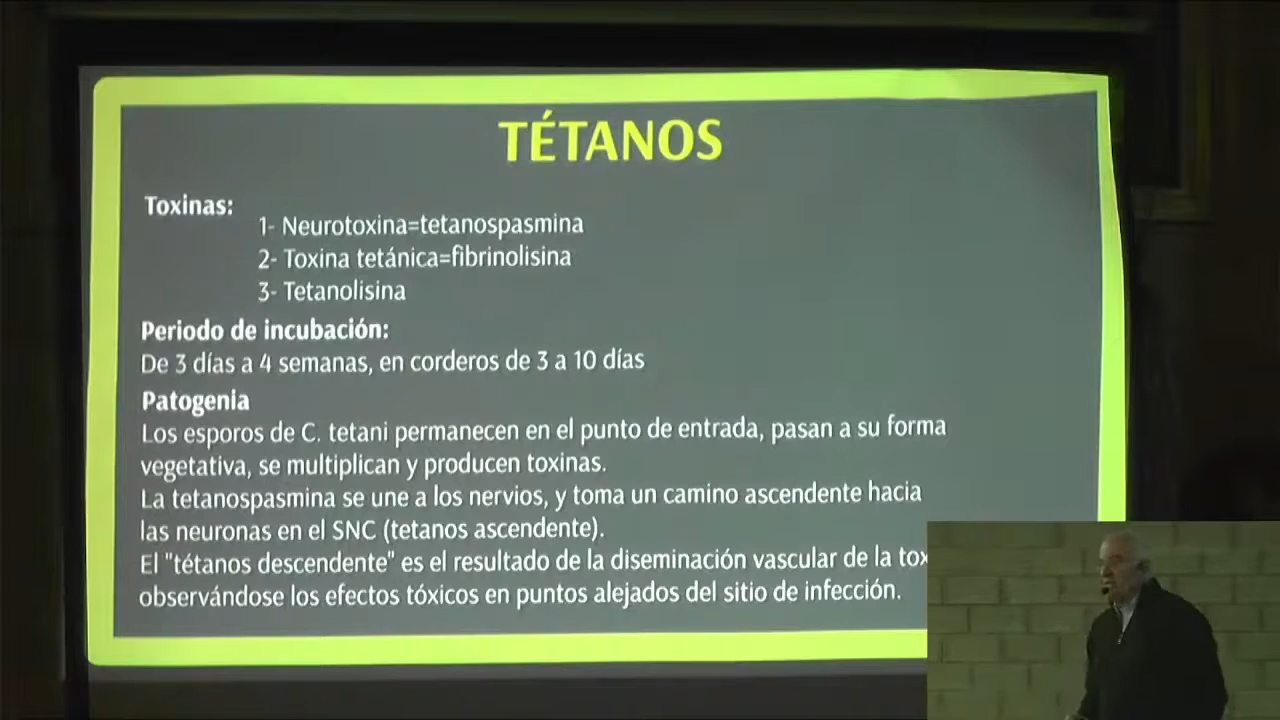 TÉTANOS
Toxinas:
1- Neurotoxina=tetanospasmina
2- Toxina tetánica=fibrinolisina
3- Tetanolisina
Periodo de incubación:
De 3 días a 4 semanas, en corderos de 3 a 10 días
Patogenia
Los esporos de C. tetani permanecen en el punto de entrada, pasan a su forma
vegetativa, se multiplican y producen toxinas.
La tetanospasmina se une a los nervios, y toma un camino ascendente hacia
las neuronas en el SNC (tetanos ascendente).
El "tétanos descendente" es el resultado de la diseminación vascular de la
observándose los efectos tóxicos en puntos alejados del sitio de infección.